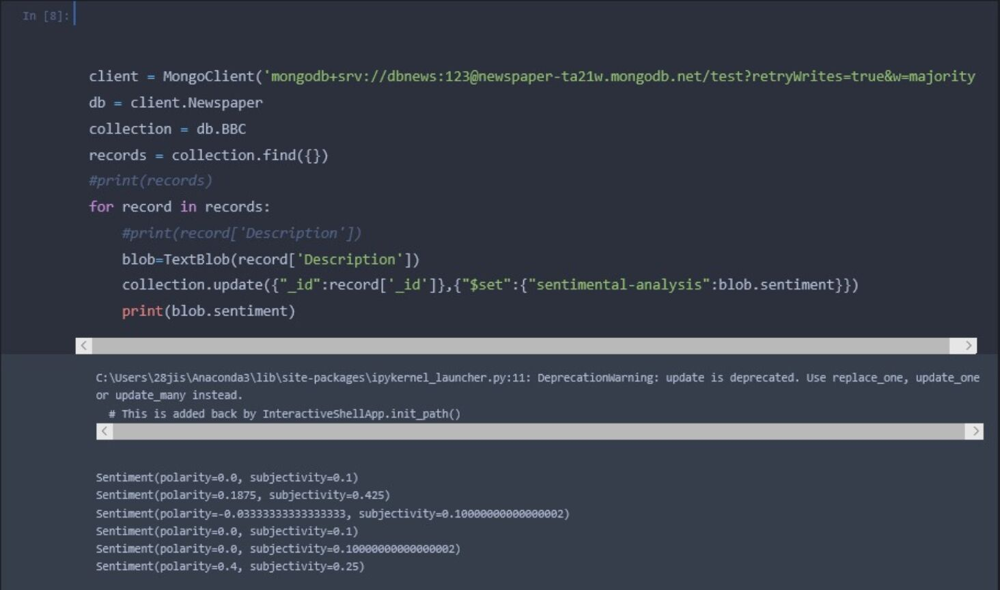 In [8]:
client = MongoClient('mongodb+srv://dbnews:123@newspaper-ta21w.mongodb.net/test?retryWrites=true&w=majority
db = client.Newspaper
collection = db.BBC
records = collection.find({})
#print(records)
for record in records:
    #print(record['Description'])
    blob=TextBlob(record['Description'])
    collection.update({"_id":record['_id']},{"$set":{"sentimental-analysis":blob.sentiment}})
    print(blob.sentiment)
C:\Users\28jis\Anaconda3\lib\site-packages\ipykernel_launcher.py:11: DeprecationWarning: update is deprecated. Use replace_one, update_one
or update_many instead.
  # This is added back by InteractiveShellApp.init_path()
Sentiment(polarity=0.0, subjectivity=0.1)
Sentiment(polarity=0.1875, subjectivity=0.425)
Sentiment(polarity=-0.03333333333333333, subjectivity=0.10000000000000002)
Sentiment(polarity=0.0, subjectivity=0.1)
Sentiment(polarity=0.0, subjectivity=0.10000000000000002)
Sentiment(polarity=0.4, subjectivity=0.25)